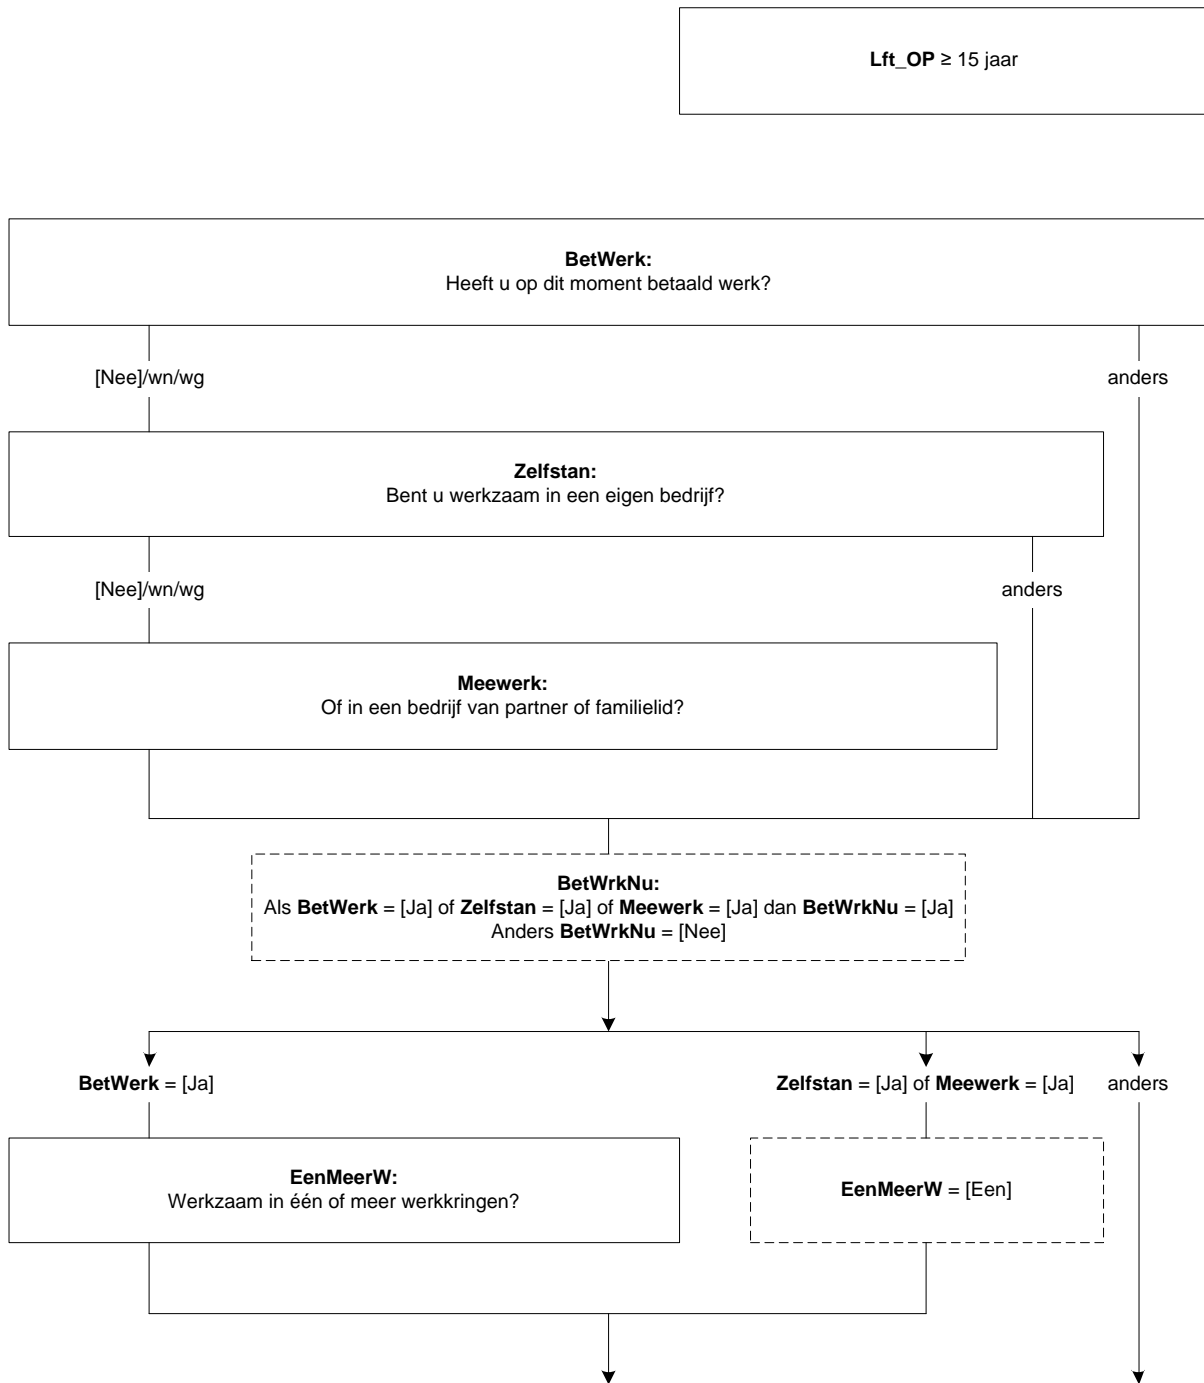 Lft_OP ≥ 15 jaar
BetWerk:
Heeft u op dit moment betaald werk?
[Nee]/wn/wg
anders
Zelfstan:
Bent u werkzaam in een eigen bedrijf?
[Nee]/wn/wg
anders
Meewerk:
Of in een bedrijf van partner of familielid?
BetWrkNu:
Als BetWerk = [Ja] of Zelfstan = [Ja] of Meewerk = [Ja] dan BetWrkNu = [Ja]
Anders BetWrkNu = [Nee]
BetWerk = [Ja]
Zelfstan = [Ja] of Meewerk = [Ja]
anders
EenMeerW:
Werkzaam in één of meer werkkringen?
EenMeerW = [Een]